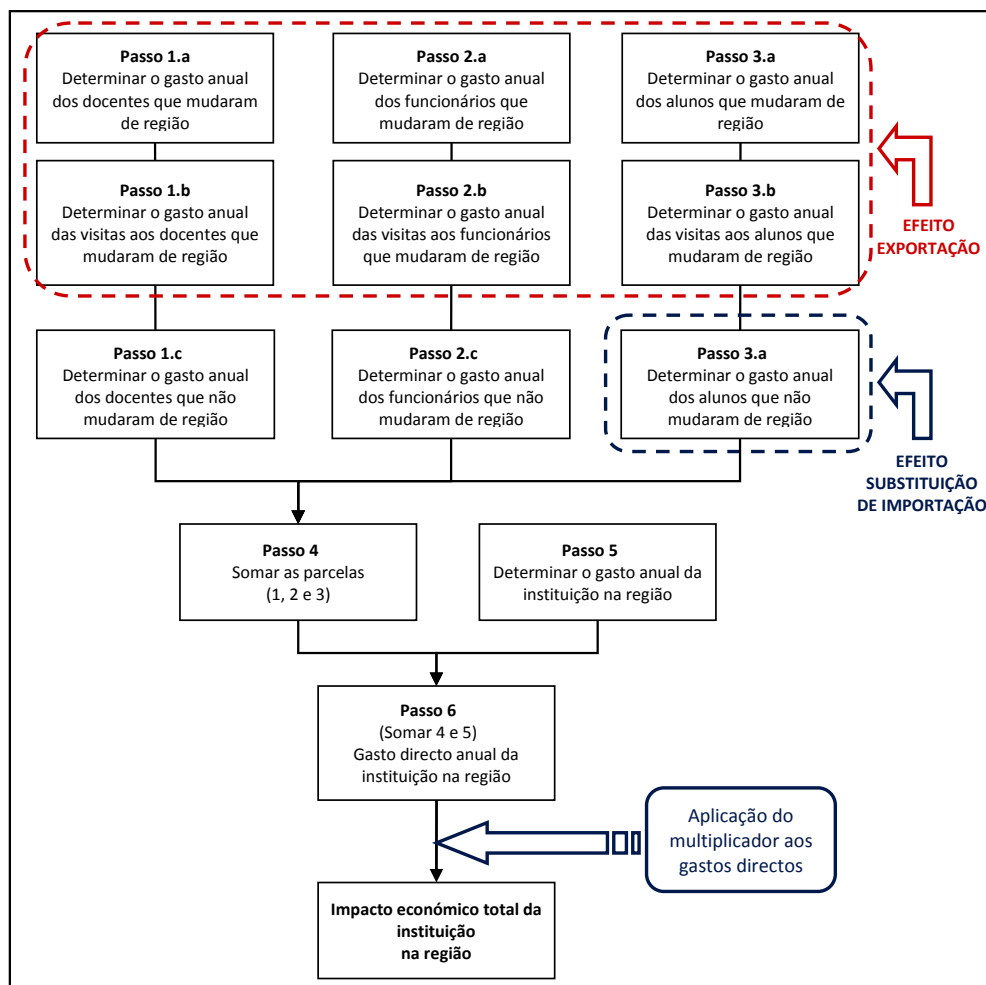 Passo 1.a
Determinar o gasto anual
dos docentes que mudaram
de região
Passo 2.a
Determinar o gasto anual
dos funcionários que
mudaram de região
Passo 3.a
Determinar o gasto anual
dos alunos que mudaram de
região
Passo 1.b
Determinar o gasto anual
das visitas aos docentes que
mudaram de região
Passo 2.b
Determinar o gasto anual
das visitas aos funcionários
que mudaram de região
Passo 3.b
Determinar o gasto anual
das visitas aos alunos que
mudaram de região
EFEITO
EXPORTAÇÃO
Passo 1.c
Determinar o gasto anual
dos docentes que não
mudaram de região
Passo 2.c
Determinar o gasto anual
dos funcionários que não
mudaram de região
Passo 3.a
Determinar o gasto anual
dos alunos que não
mudaram de região
EFEITO
SUBSTITUIÇÃO
DE IMPORTAÇÃO
Passo 4
Somar as parcelas
(1, 2 e 3)
Passo 5
Determinar o gasto anual da
instituição na região
Passo 6
(Somar 4 e 5)
Gasto directo anual da
instituição na região
Aplicação do
multiplicador aos
gastos directos
Impacto económico total da
instituição
na região